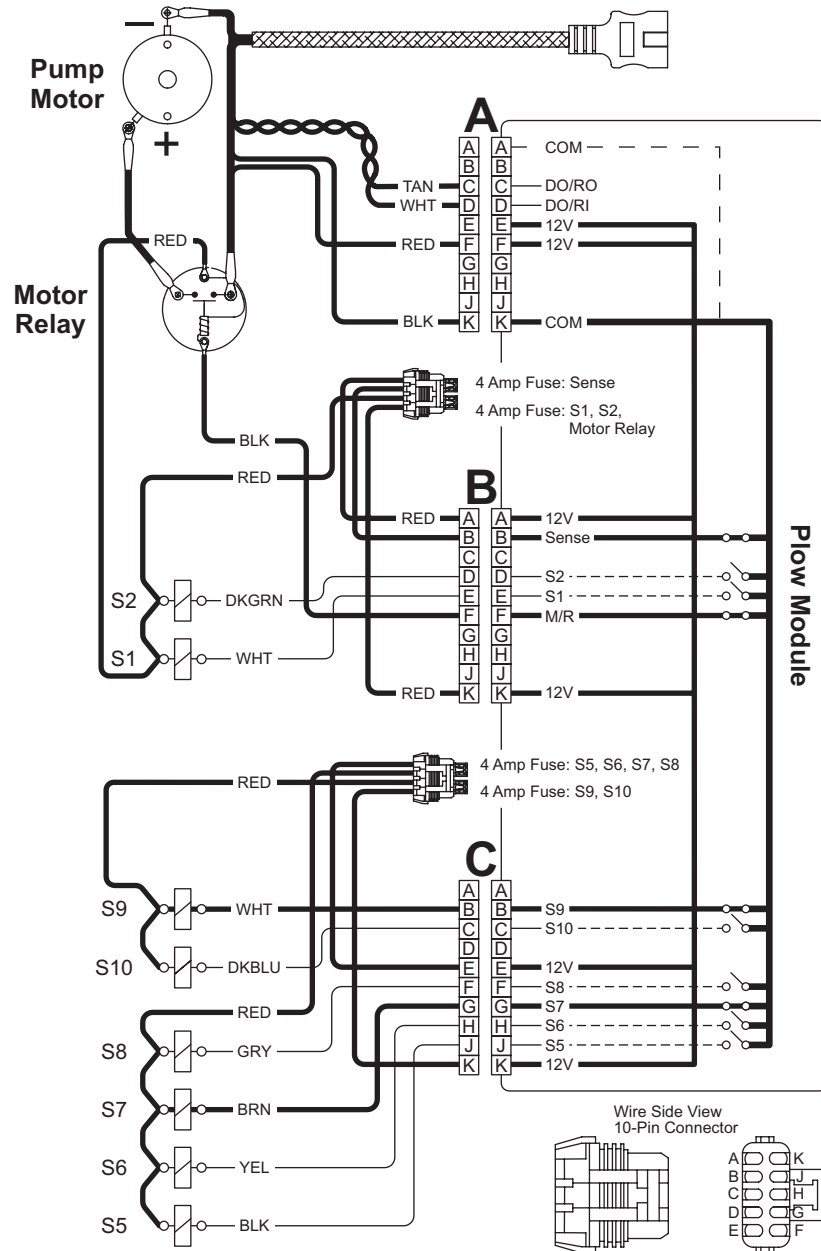 Pump
Motor
−
+
Motor
Relay
RED
TAN
WHT
RED
BLK
BLK
RED
A
A
B
C
D
E
F
G
H
J
K
A
B
C
D
E
F
G
H
J
K
COM
DO/RO
DO/RI
12V
12V
COM
4 Amp Fuse: Sense
4 Amp Fuse: S1, S2,
Motor Relay
B
RED
RED
A
B
C
D
E
F
G
H
J
K
A
B
C
D
E
F
G
H
J
K
12V
Sense
S2
S1
M/R
12V
S2
DKGRN
S1
WHT
Plow Module
4 Amp Fuse: S5, S6, S7, S8
4 Amp Fuse: S9, S10
RED
C
A
B
C
D
E
F
G
H
J
K
A
B
C
D
E
F
G
H
J
K
S9
S10
12V
S8
S7
S6
S5
12V
S9
WHT
S10
DKBLU
RED
S8
GRY
S7
BRN
S6
YEL
S5
BLK
Wire Side View
10-Pin Connector
A
B
C
D
E
K
J
H
G
F